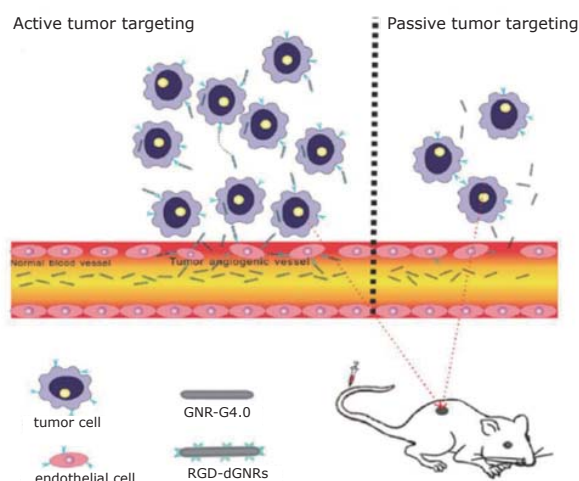 Active tumor targeting
Passive tumor targeting
Normal blood vessel
Tumor angiogenic vessel
tumor cell
GNR-G4.0
endothelial cell
RGD-dGNRs